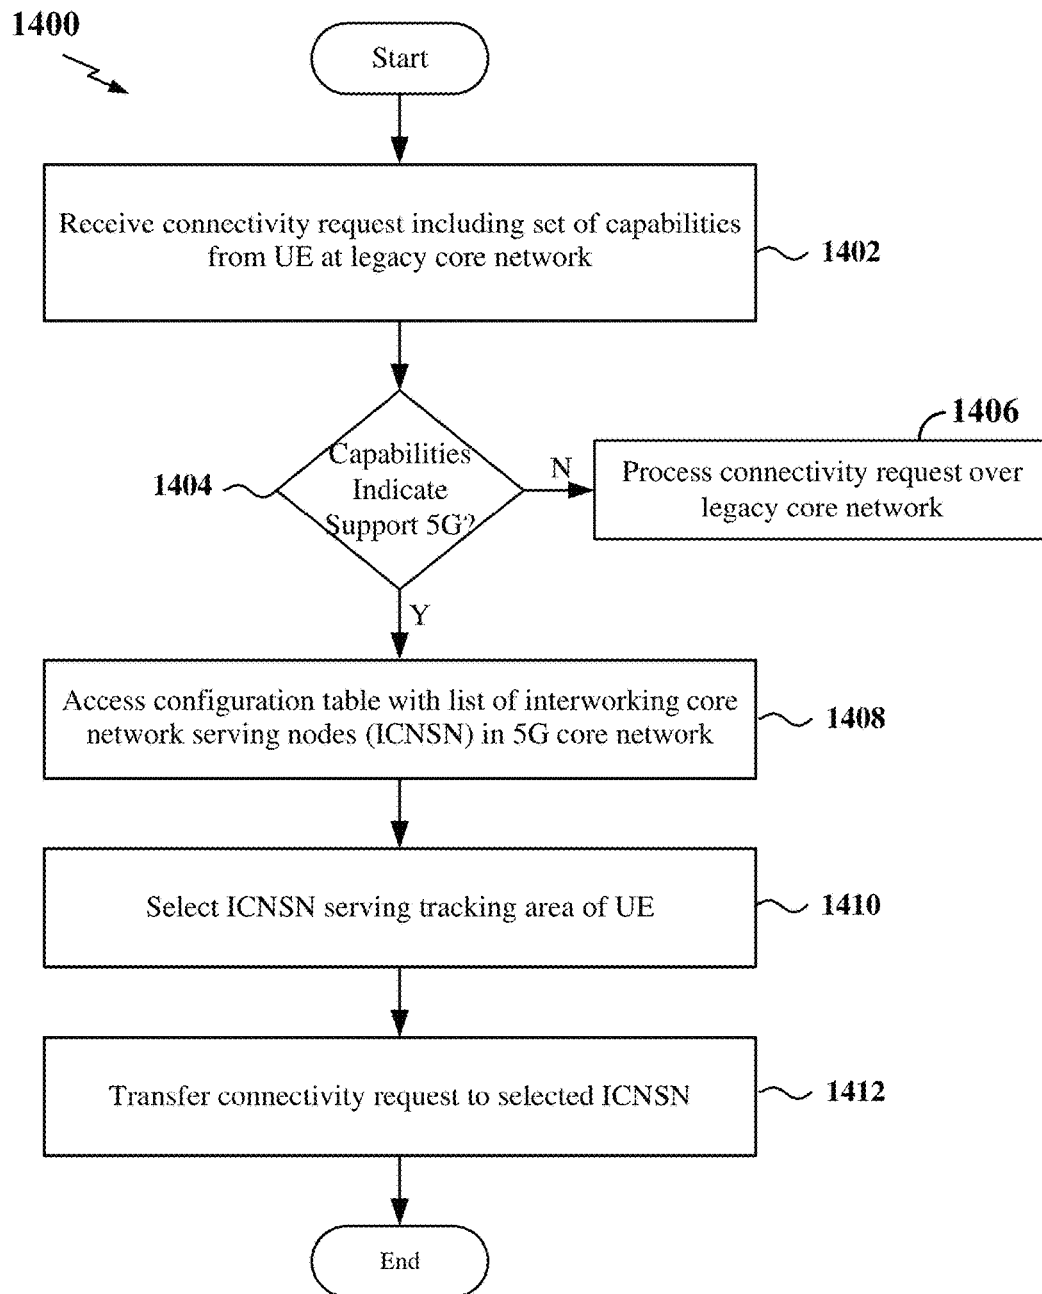 1400
Start
Receive connectivity request including set of capabilities
from UE at legacy core network
1402
Capabilities
Indicate
Support 5G?
1404
N
1406
Process connectivity request over
legacy core network
Y
Access configuration table with list of interworking core
network serving nodes (ICNSN) in 5G core network
1408
Select ICNSN serving tracking area of UE
1410
Transfer connectivity request to selected ICNSN
1412
End